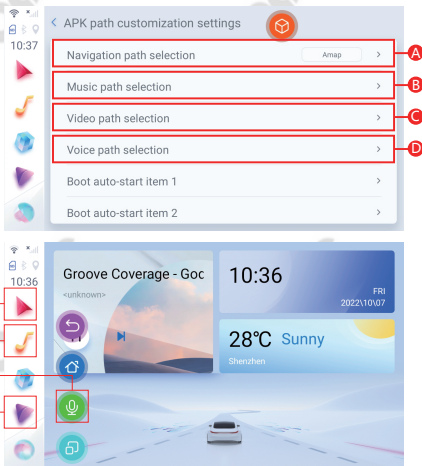 10:37
APK path customization settings
Navigation path selection Amap
A
Music path selection
B
Video path selection
C
Voice path selection
D
Boot auto-start item 1
Boot auto-start item 2
10:36
Groove Coverage - Goc
<unknown>
10:36
FRI
2022\10\07
28℃ Sunny
Shenzhen